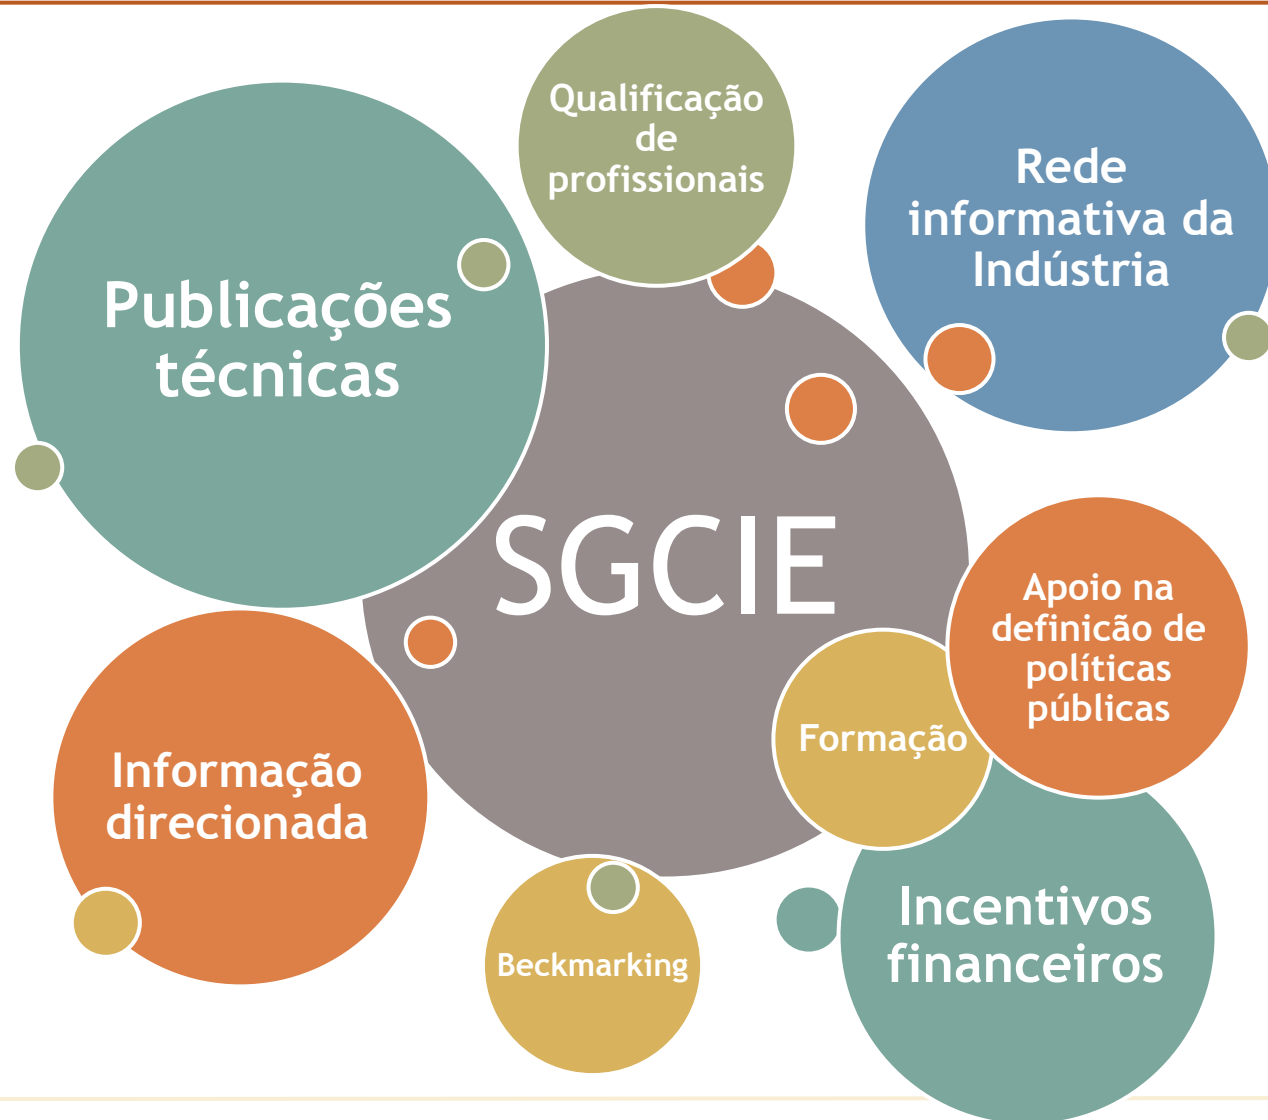 Qualificação
de
profissionais
Rede
informativa da
Indústria
Publicações
técnicas
SGCIE
Apoio na
definicão de
políticas
públicas
Formação
Informação
direcionada
Incentivos
financeiros
Beckmarking